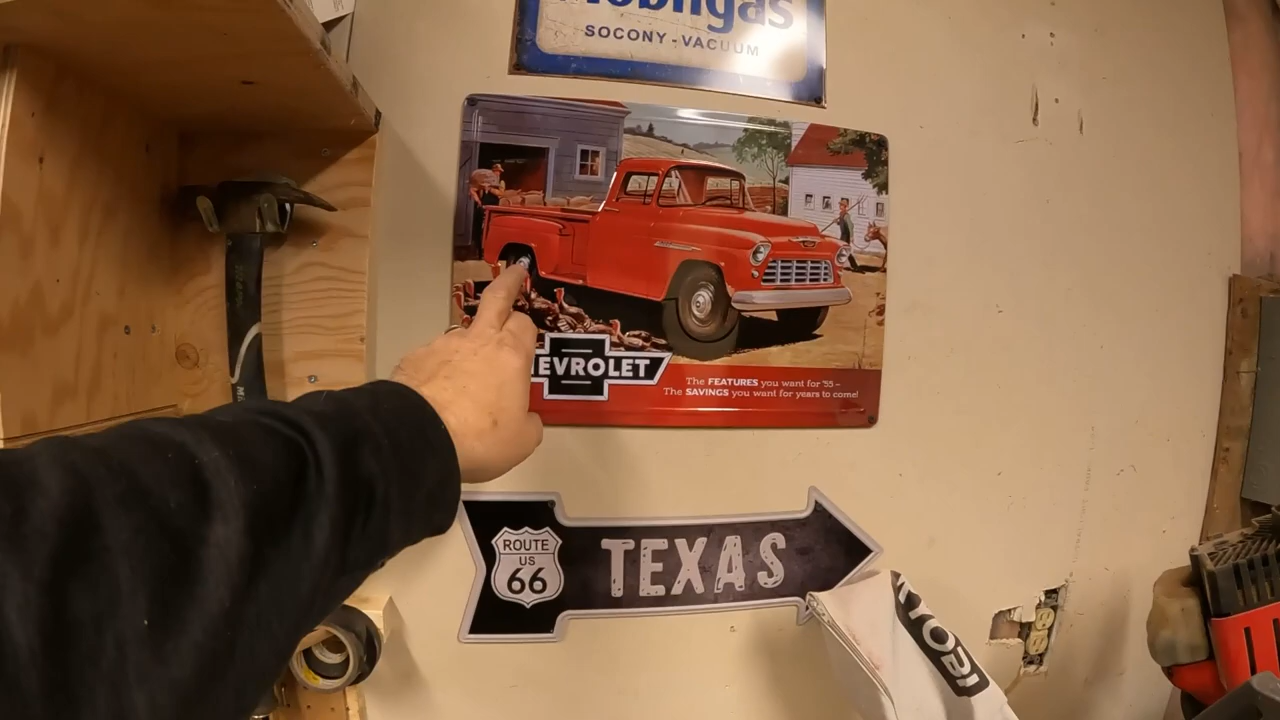 SOCONY-VACUUM
EVROLET
The FEATURES you want for '55 –
The SAVINGS you want for years to come!
ROUTE
US
66
TEXAS
YOBI